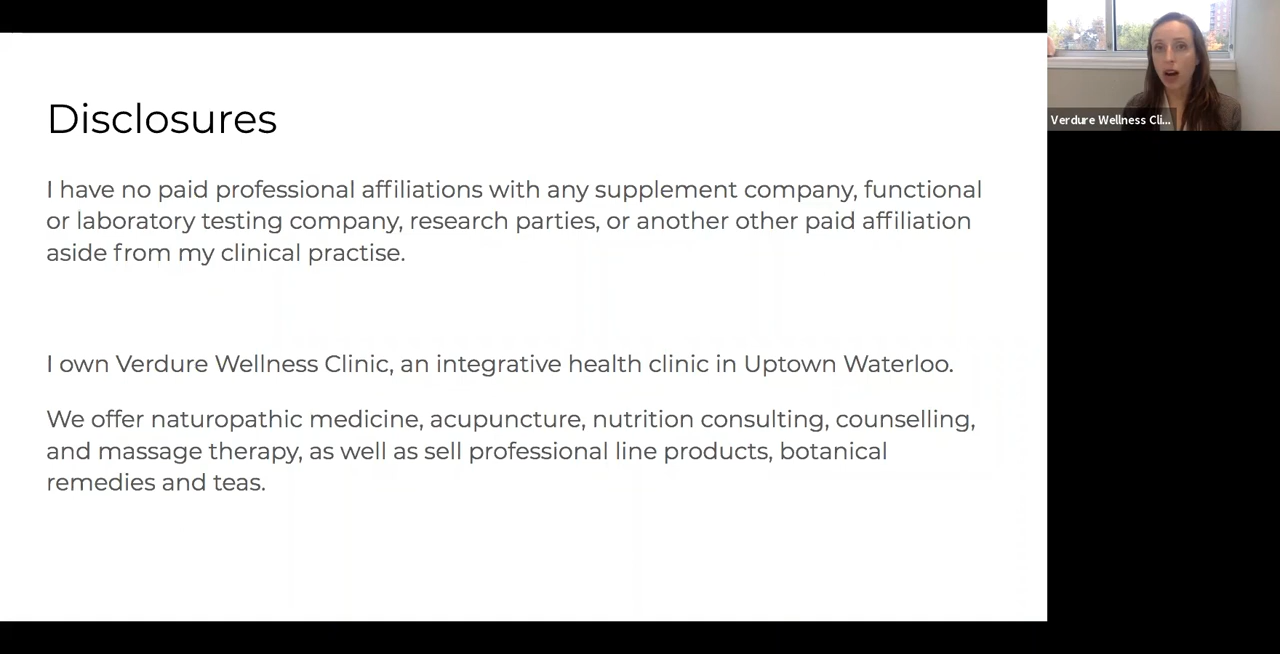 Disclosures
I have no paid professional affiliations with any supplement company, functional
or laboratory testing company, research parties, or another other paid affiliation
aside from my clinical practise.
I own Verdure Wellness Clinic, an integrative health clinic in Uptown Waterloo.
We offer naturopathic medicine, acupuncture, nutrition consulting, counselling,
and massage therapy, as well as sell professional line products, botanical
remedies and teas.
Verdure Wellness Cli...